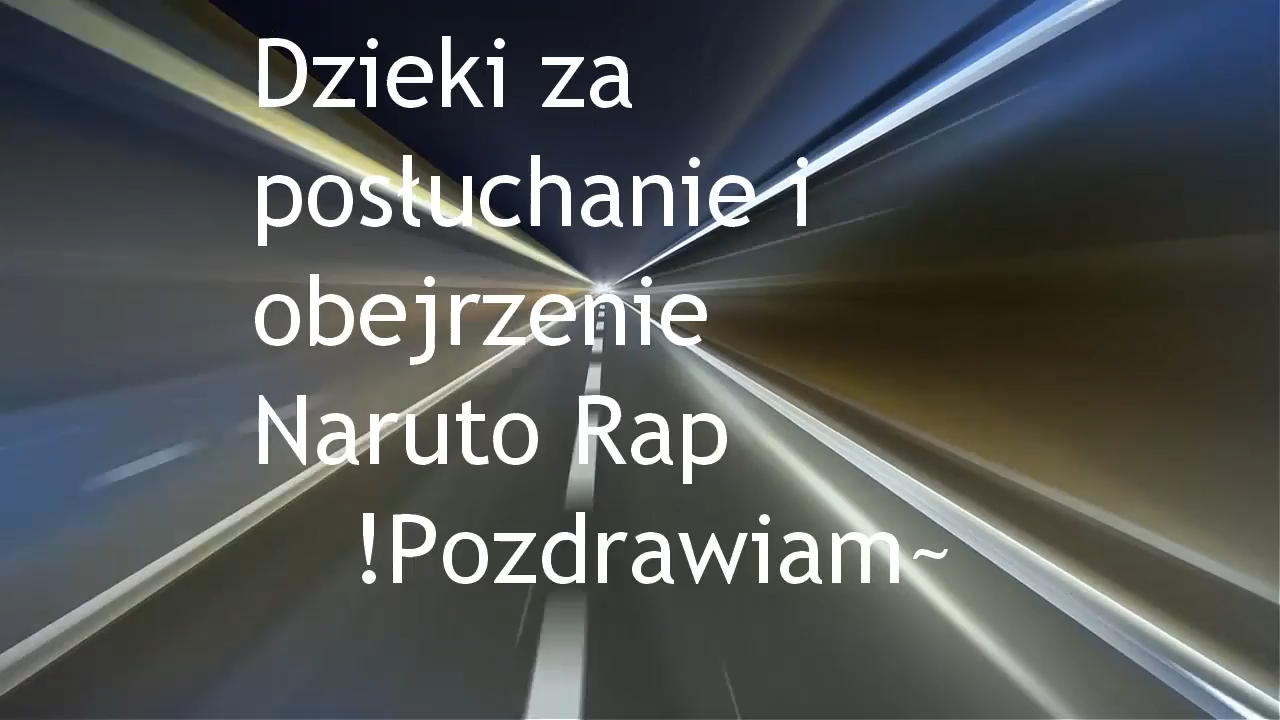 Dzieki za
posłuchanie i
obejrzenie
Naruto Rap
!Pozdrawiam~